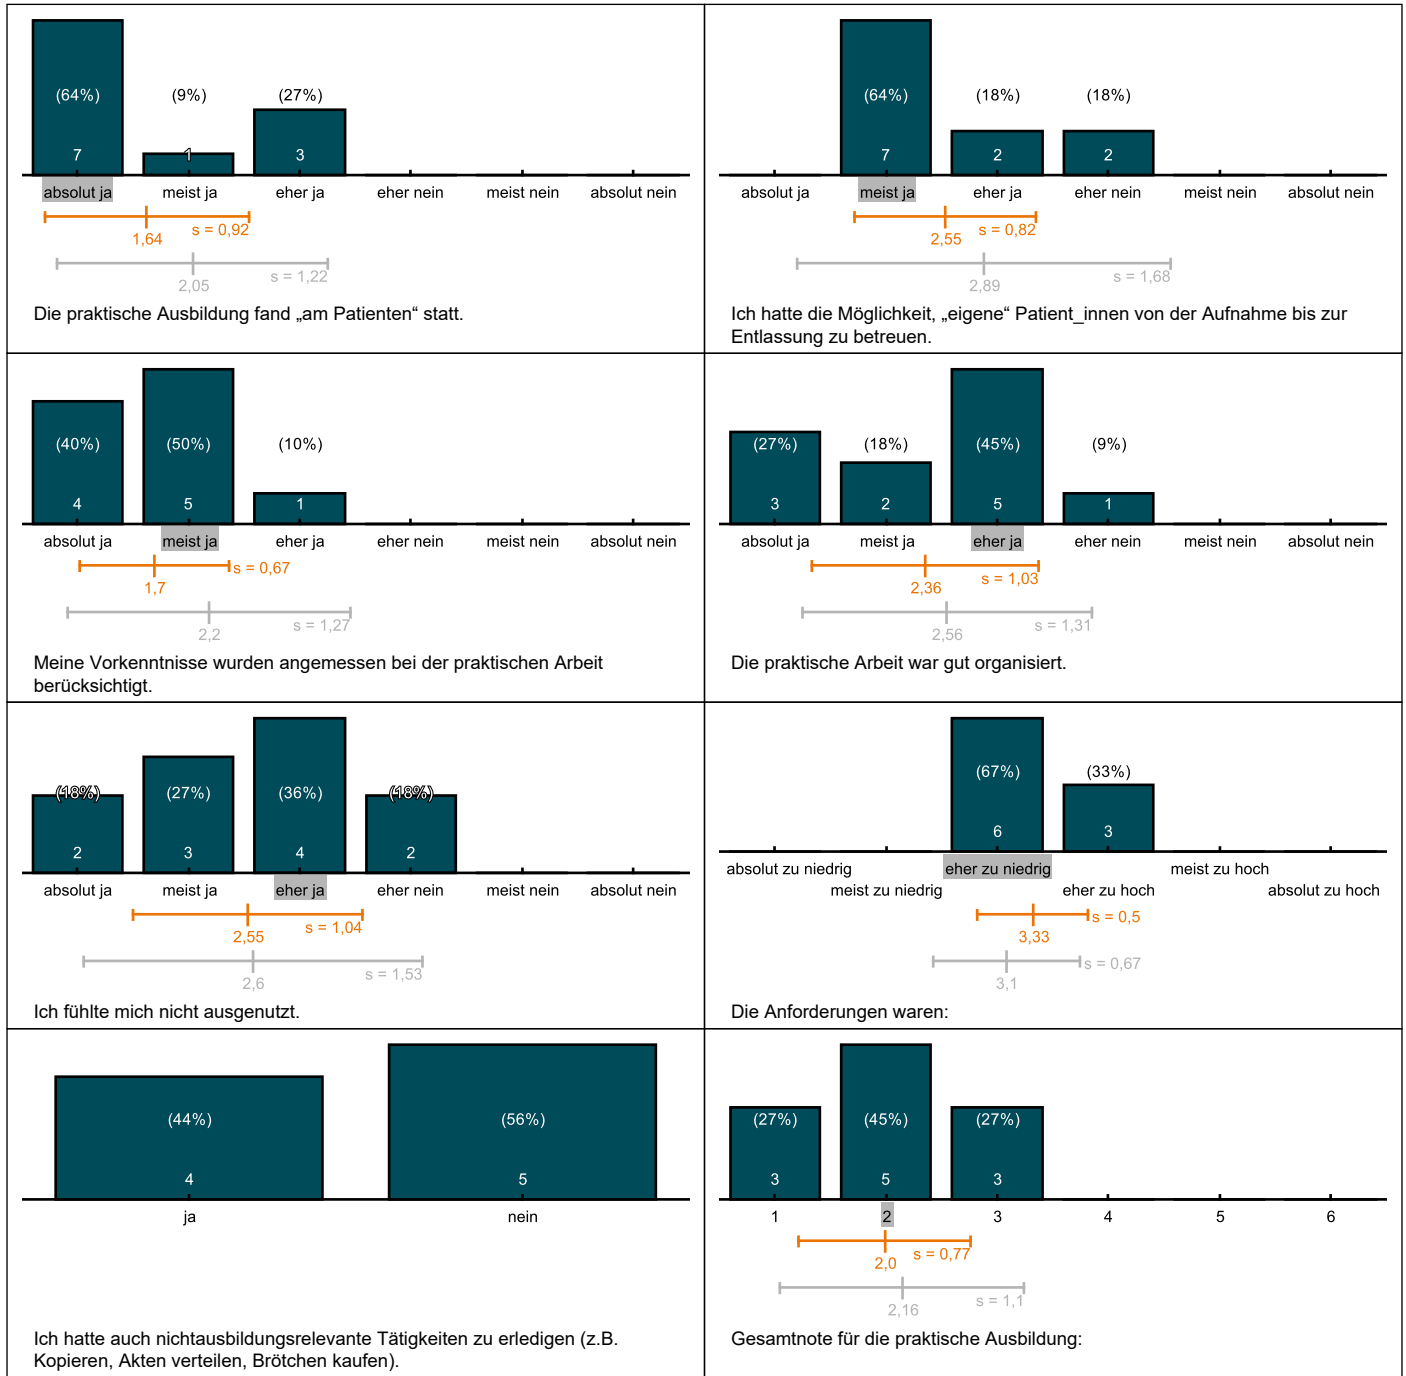 (64%) (9%) (27%)
7 1 3
absolut ja meist ja eher ja eher nein meist nein absolut nein
s = 0,92
1,64
s = 1,22
2,05
Die praktische Ausbildung fand „am Patienten“ statt.
(64%) (18%) (18%)
7 2 2
absolut ja meist ja eher ja eher nein meist nein absolut nein
s = 0,82
2,55
s = 1,68
2,89
Ich hatte die Möglichkeit, „eigene“ Patient_innen von der Aufnahme bis zur
Entlassung zu betreuen.
(40%) (50%) (10%)
4 5 1
absolut ja meist ja eher ja eher nein meist nein absolut nein
s = 0,67
1,7
s = 1,27
2,2
Meine Vorkenntnisse wurden angemessen bei der praktischen Arbeit
berücksichtigt.
(27%) (18%) (45%) (9%)
3 2 5 1
absolut ja meist ja eher ja eher nein meist nein absolut nein
s = 1,03
2,36
s = 1,31
2,56
Die praktische Arbeit war gut organisiert.
(18%) (27%) (36%) (18%)
2 3 4 2
absolut ja meist ja eher ja eher nein meist nein absolut nein
s = 1,04
2,55
s = 1,53
2,6
Ich fühlte mich nicht ausgenutzt.
(67%) (33%)
6 3
absolut zu niedrig eher zu niedrig meist zu hoch
meist zu niedrig eher zu hoch absolut zu hoch
s = 0,5
3,33
s = 0,67
3,1
Die Anforderungen waren:
(44%) (56%)
4 5
ja nein
Ich hatte auch nichtausbildungsrelevante Tätigkeiten zu erledigen (z.B.
Kopieren, Akten verteilen, Brötchen kaufen).
(27%) (45%) (27%)
3 5 3
1 2 3 4 5 6
s = 0,77
2,0
s = 1,1
2,16
Gesamtnote für die praktische Ausbildung: